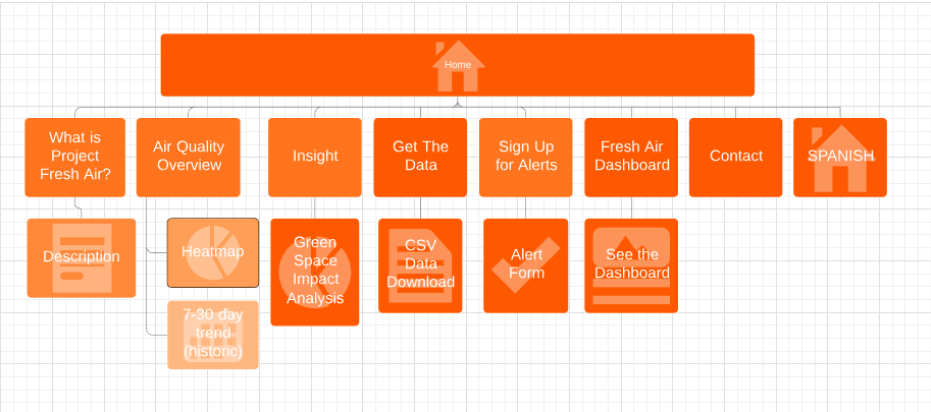 Home
What is
Project
Fresh Air?
Air Quality
Overview
Insight
Get The
Data
Sign Up
for Alerts
Fresh Air
Dashboard
Contact
SPANISH
Description
Heatmap
Green
Space
Impact
Analysis
CSV
Data
Download
Alert
Form
See the
Dashboard
7-30 day
trend
(historic)